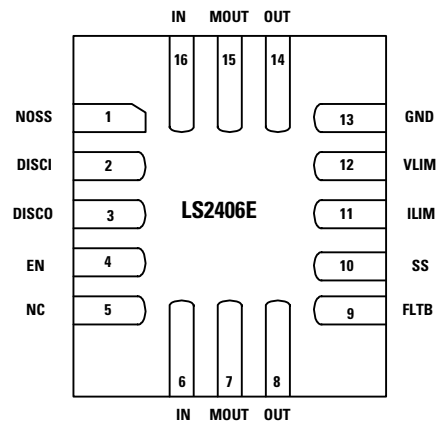 IN MOUT OUT
16 15 14
NOSS 1 13 GND
DISCI 2 12 VLIM
DISCO 3 LS2406E 11 ILIM
EN 4 10 SS
NC 5 9 FLTB
6 7 8
IN MOUT OUT